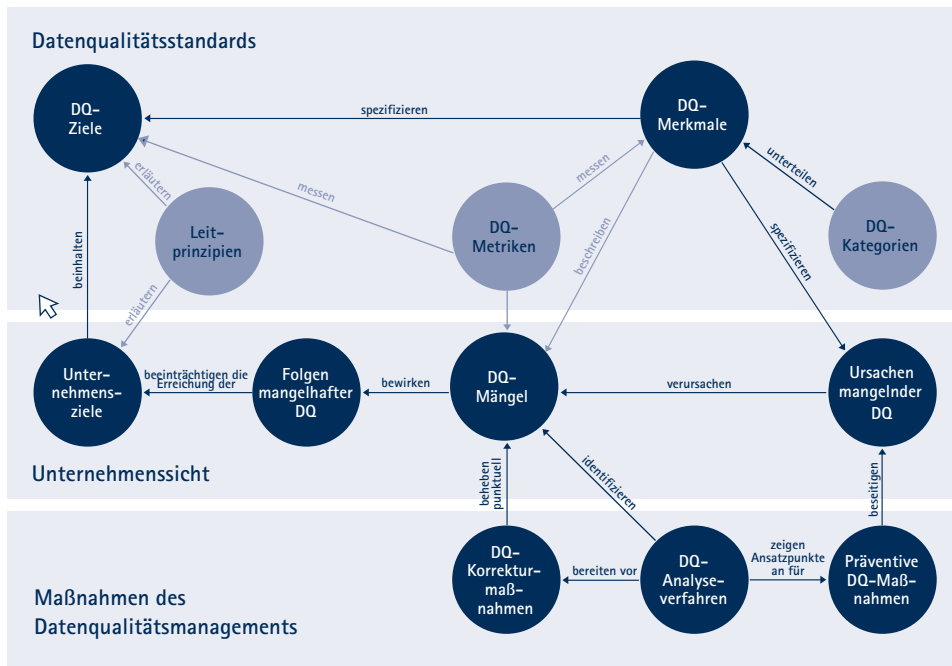 Datenqualitätsstandards
DQ-
Ziele
spezifizieren
DQ-
Merkmale
erläutern
messen
messen
unterteilen
Leit-
prinzipien
DQ-
Metriken
beschreiben
spezifizieren
DQ-
Kategorien
beinhalten
erläutern
Unter-
nehmens-
ziele
beeinträchtigen die
Erreichung der
Folgen
mangelhafter
DQ
bewirken
DQ-
Mängel
verursachen
Ursachen
mangelnder
DQ
Unternehmenssicht
beheben
punktuell
identifizieren
beseitigen
DQ-
Korrektur-
maß-
nahmen
bereiten vor
DQ-
Analyse-
verfahren
zeigen
Ansatzpunkte
an für
Präventive
DQ-Maß-
nahmen
Maßnahmen des
Datenqualitätsmanagements